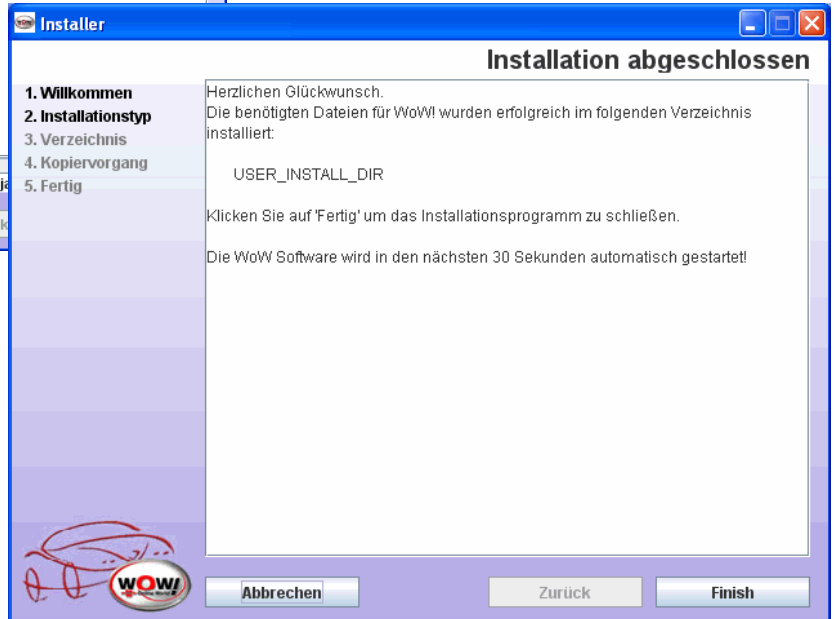 Installer
Installation abgeschlossen
1. Willkommen
2. Installationstyp
3. Verzeichnis
4. Kopiervorgang
5. Fertig
Herzlichen Glückwunsch.
Die benötigten Dateien für WoW! wurden erfolgreich im folgenden Verzeichnis
installiert:
USER_INSTALL_DIR
Klicken Sie auf 'Fertig' um das Installationsprogramm zu schließen.
Die WoW Software wird in den nächsten 30 Sekunden automatisch gestartet!
WOW!
Abbrechen
Zurück
Finish